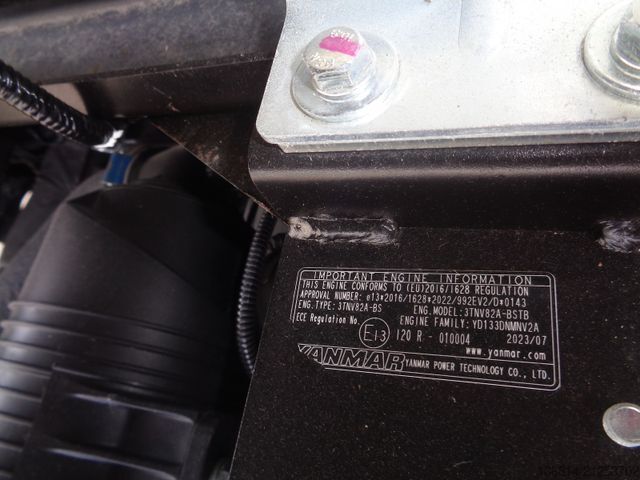 IMPORTANT ENGINE INFORMATION
THIS ENGINE CONFORMS TO (EU)2016/1628 REGULATION
APPROVAL NUMBER: e13*2016/1628*2022/992EV2/D*0143
ENG.TYPE: 3TNV82A-BS ENG.MODEL: 3TNV82A-BSTB
ENGINE FAMILY: YD133DNMNV2A
ECE Regulation No.
E13 120 R - 010004 2023/07
www.yanmar.com
YANMAR YANMAR POWER TECHNOLOGY CO., LTD.